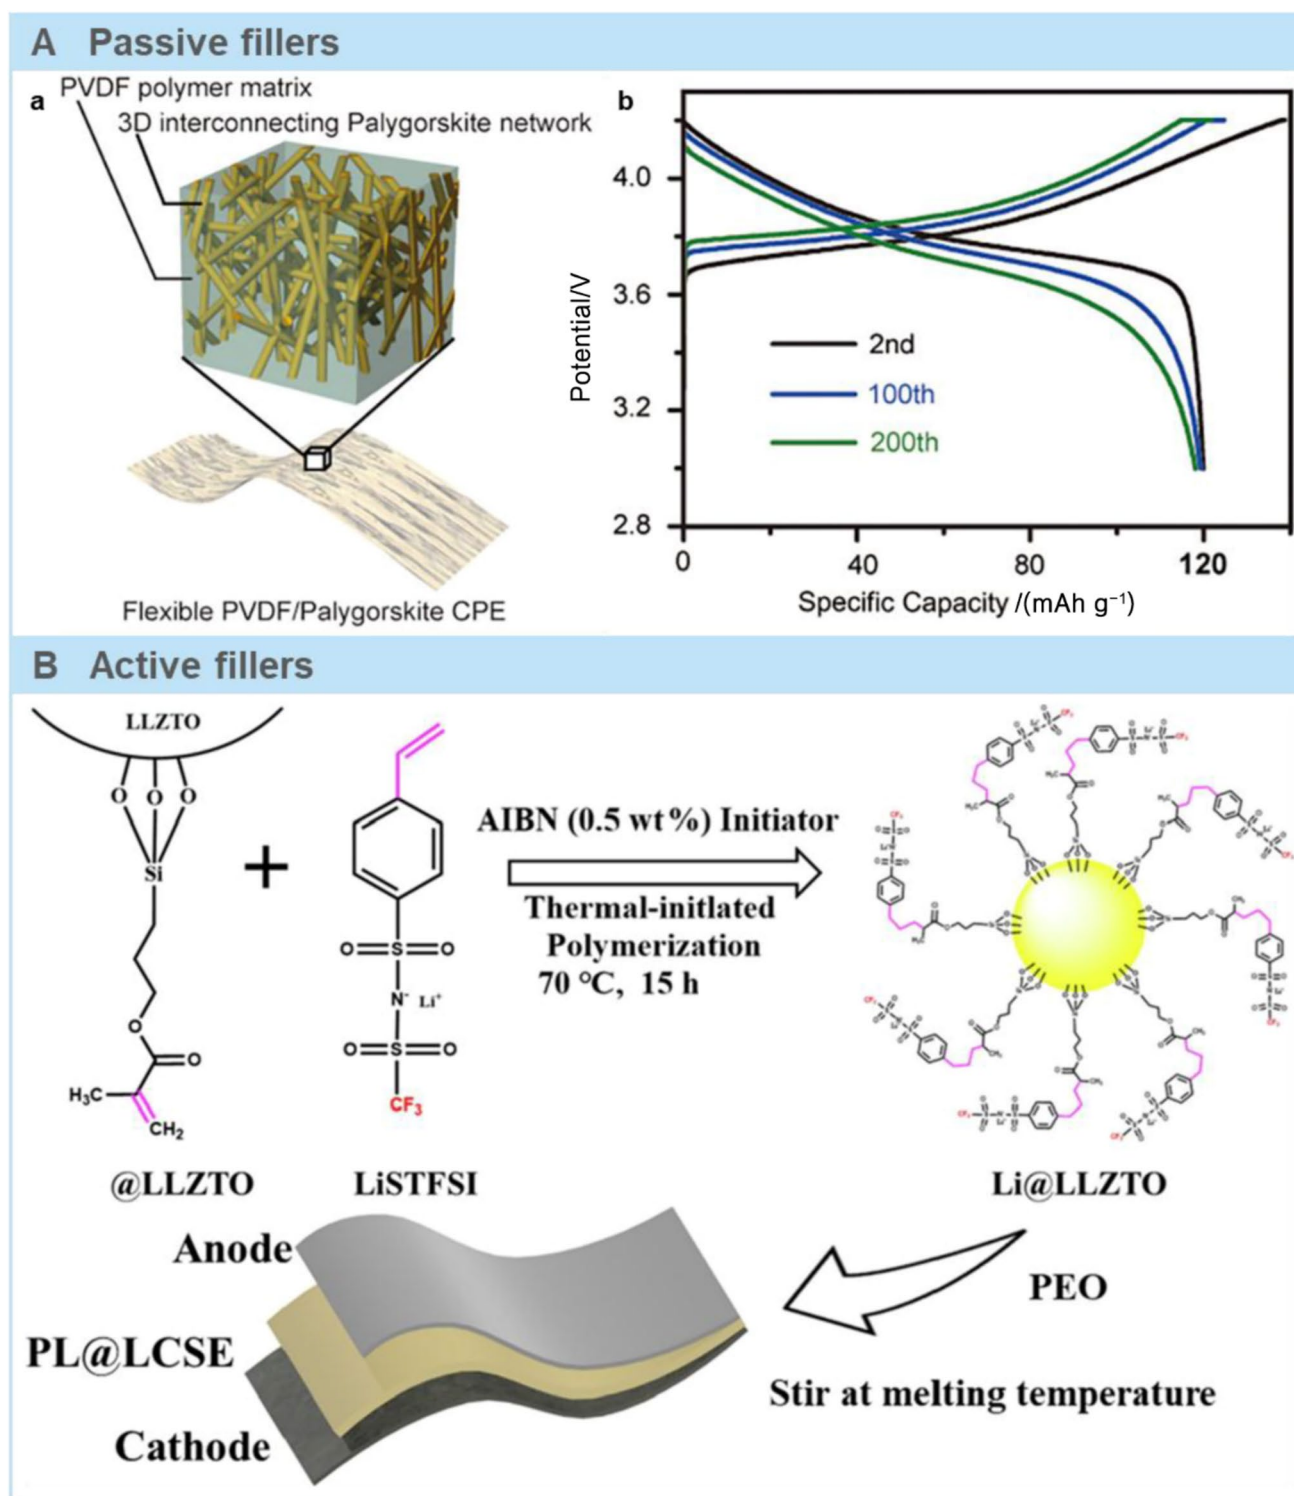 A Passive fillers
a
PVDF polymer matrix
3D interconnecting Palygorskite network
Flexible PVDF/Palygorskite CPE
b
Potential/V
4.0
3.6
3.2
2.8
2nd
100th
200th
0 40 80 120
Specific Capacity /(mAh g⁻¹)
B Active fillers
LLZTO
O O O
Si
O
O
H₃C
CH₂
@LLZTO
+
O S O
N⁻ Li⁺
O S O
CF₃
LiSTFSI
AIBN (0.5 wt %) Initiator
Thermal-initlated
Polymerization
70 °C, 15 h
Li@LLZTO
Anode
PL@LCSE
Cathode
PEO
Stir at melting temperature